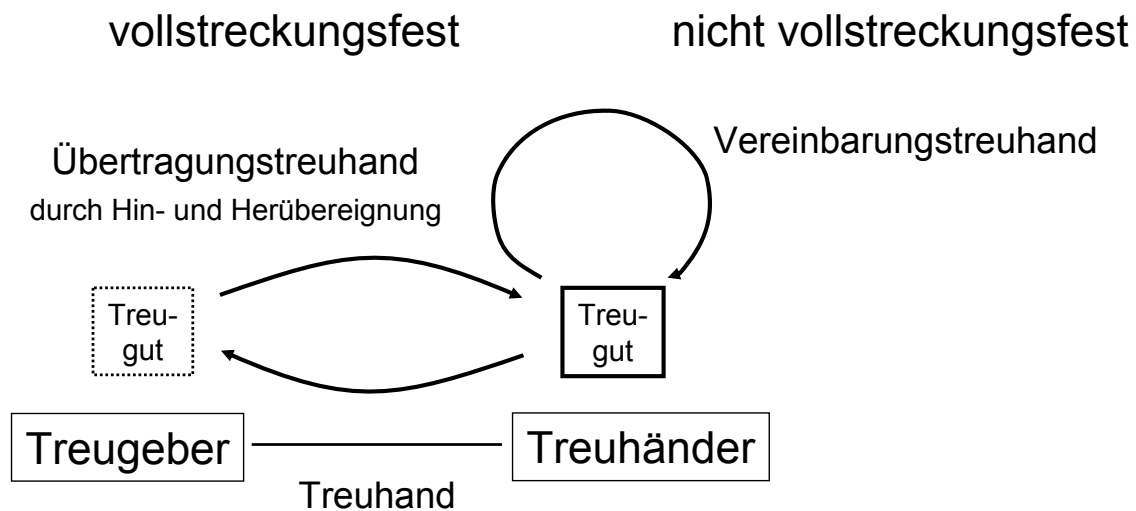 vollstreckungsfest
nicht vollstreckungsfest
Übertragungstreuhand
durch Hin- und Herübereignung
Vereinbarungstreuhand
Treu-
gut
Treu-
gut
Treugeber
Treuhänder
Treuhand